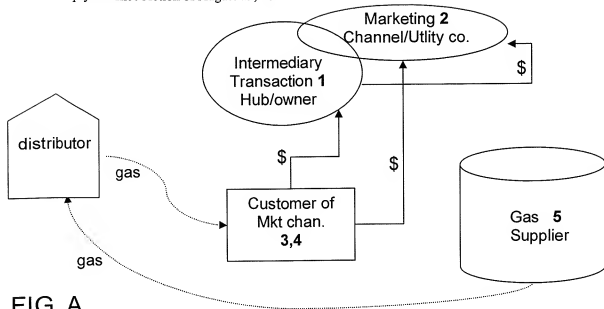 Marketing 2
Channel/Utlity co.
Intermediary
Transaction 1
Hub/owner
$
distributor
$
$
gas
Customer of
Mkt chan.
3,4
Gas 5
Supplier
gas
FIG. A